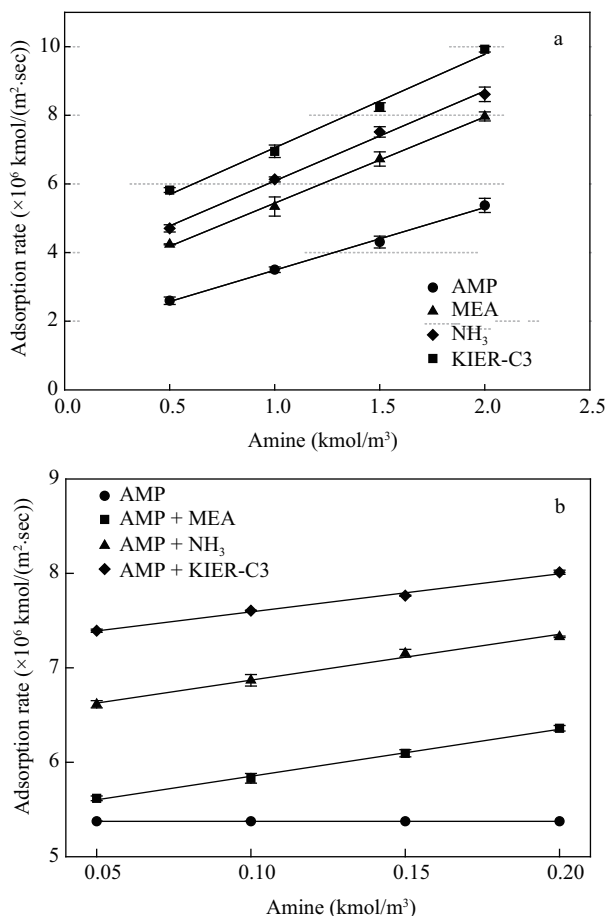 a
10
8
6
4
2
0
Adsorption rate (×10⁶ kmol/(m²·sec))
AMP
MEA
NH₃
KIER-C3
0.0 0.5 1.0 1.5 2.0 2.5
Amine (kmol/m³)
b
9
8
7
6
5
Adsorption rate (×10⁶ kmol/(m²·sec))
AMP
AMP + MEA
AMP + NH₃
AMP + KIER-C3
0.05 0.10 0.15 0.20
Amine (kmol/m³)